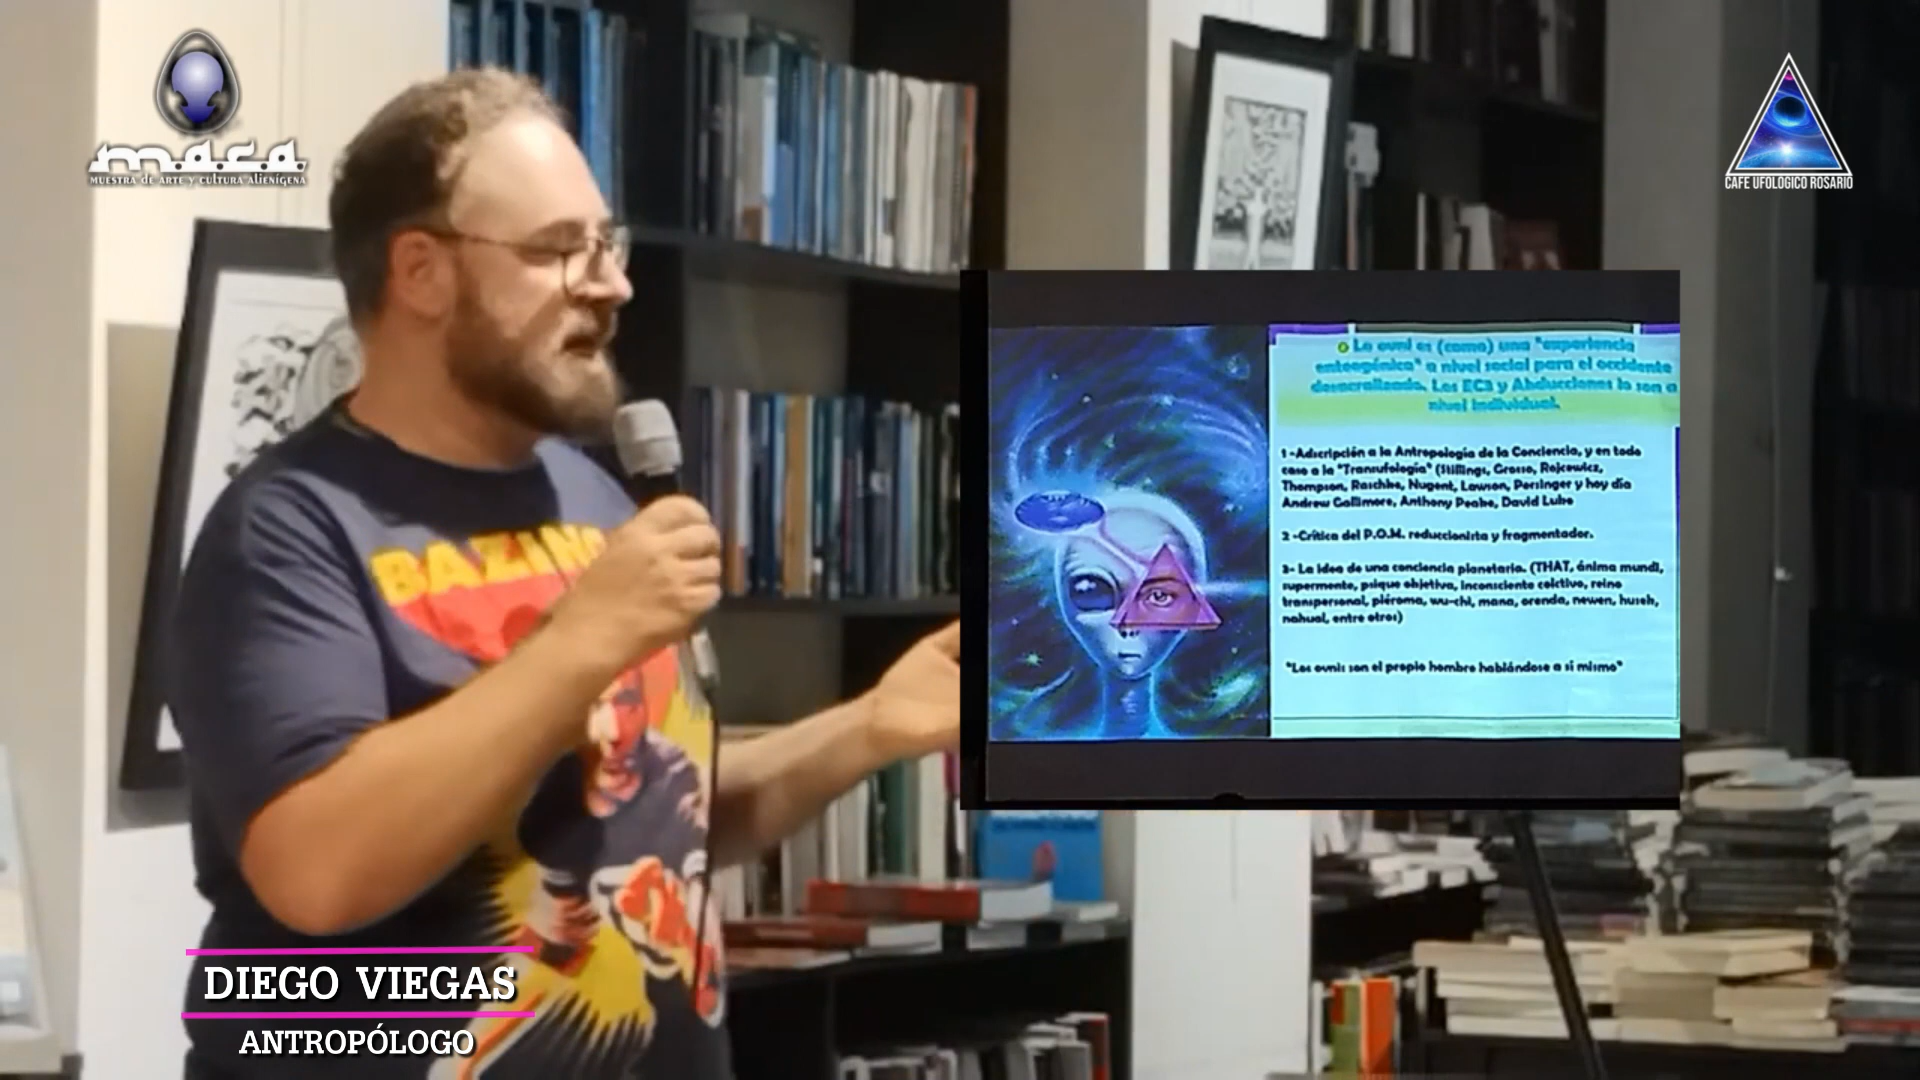 m.a.c.a.
MUESTRA de ARTE y CULTURA ALIENÍGENA
CAFE UFOLOGICO ROSARIO
BAZING
Lo ovni es (como) una "experiencia
enteogénica" a nivel social para el occidente
desacralizado. Los EC3 y Abducciones lo son a
nivel individual.
1 -Adscripción a la Antropología de la Conciencia, y en todo
caso a la "Transufología" (Stillings, Grosso, Rojcewicz,
Thompson, Raschke, Nugent, Lawson, Persinger y hoy día
Andrew Gallimore, Anthony Peake, David Luke
2 -Crítica del P.O.M. reduccionista y fragmentador.
3- La idea de una conciencia planetaria. (THAT, ánima mundi,
supermente, psique objetiva, inconsciente colctivo, reino
transpersonal, pléroma, wu-chi, mana, orenda, newen, huseh,
nahual, entre otros)
"Los ovnis son el propio hombre hablándose a sí mismo"
DIEGO VIEGAS
ANTROPÓLOGO